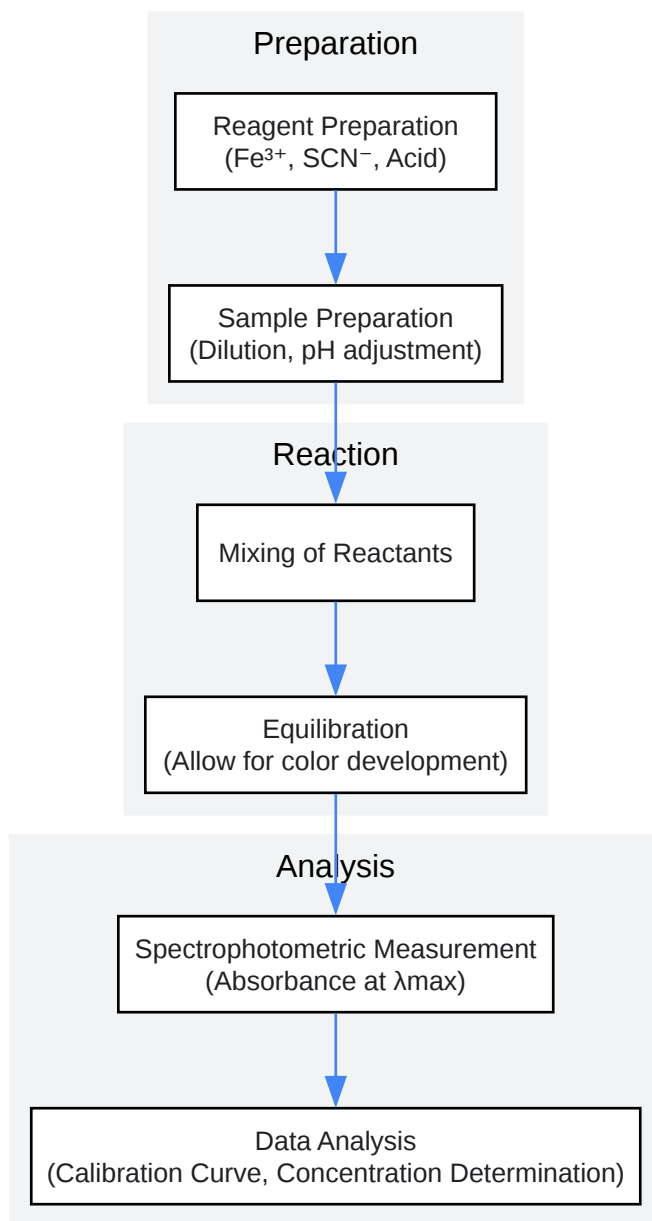 Preparation
Reagent Preparation
(Fe³⁺, SCN⁻, Acid)
Sample Preparation
(Dilution, pH adjustment)
Reaction
Mixing of Reactants
Equilibration
(Allow for color development)
Analysis
Spectrophotometric Measurement
(Absorbance at λmax)
Data Analysis
(Calibration Curve, Concentration Determination)